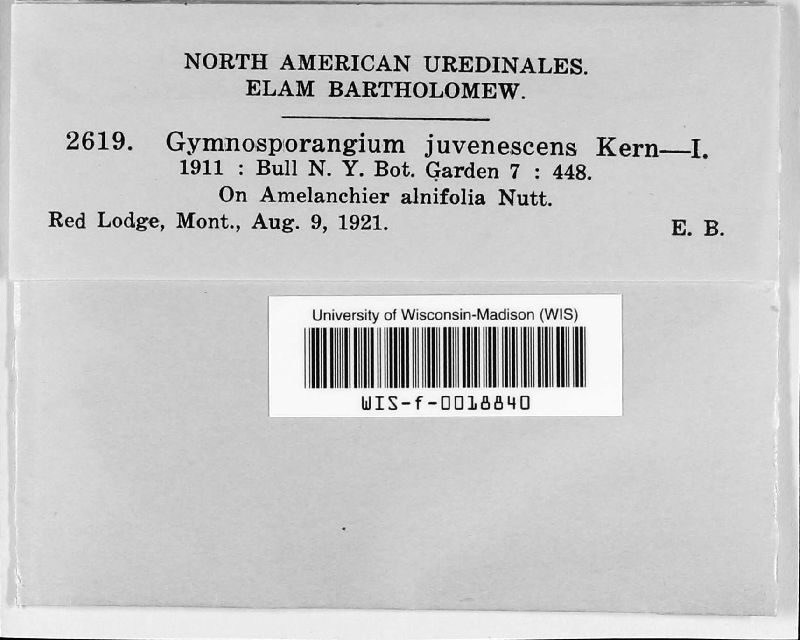 NORTH AMERICAN UREDINALES.
ELAM BARTHOLOMEW.
2619. Gymnosporangium juvenescens Kern—I.
1911 : Bull N. Y. Bot. Garden 7 : 448.
On Amelanchier alnifolia Nutt.
Red Lodge, Mont., Aug. 9, 1921. E. B.
University of Wisconsin-Madison (WIS)
WIS-f-0018840